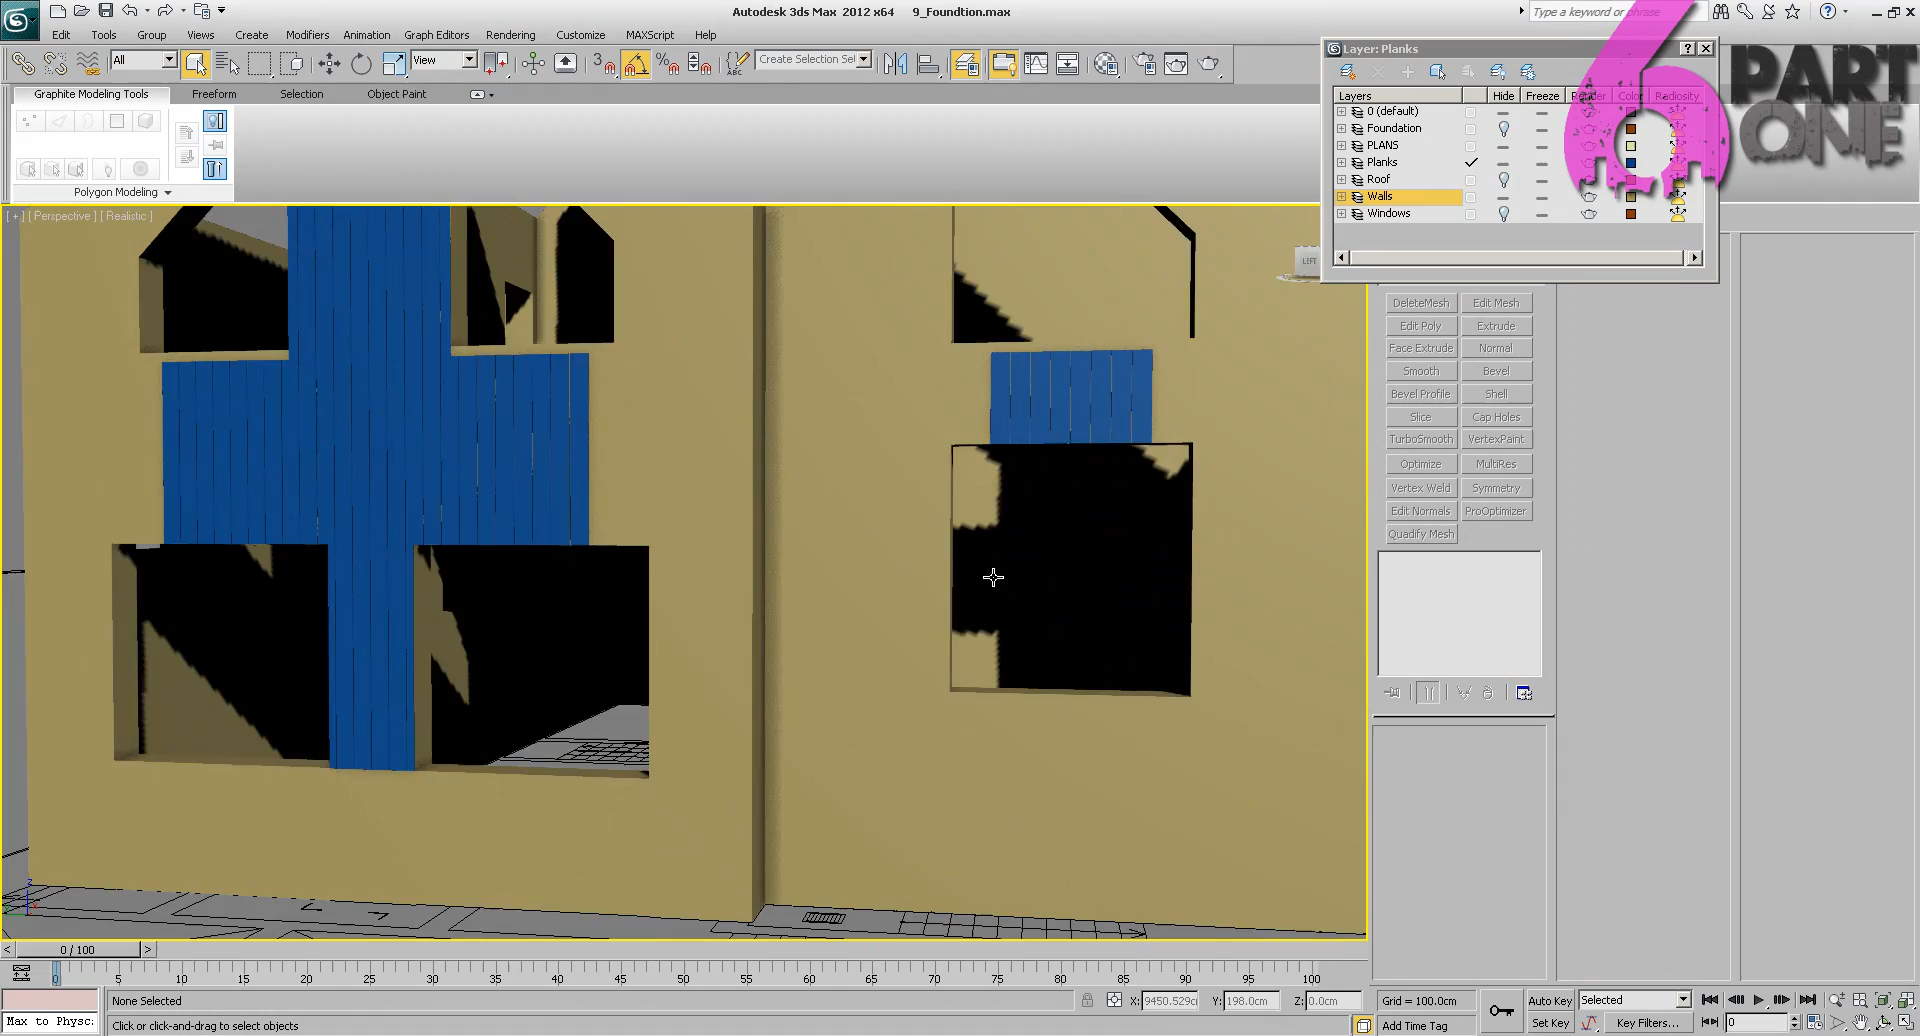 Autodesk 3ds Max 2012 x64 9_Foundtion.max
Type a keyword or phrase
Edit Tools Group Views Create Modifiers Animation Graph Editors Rendering Customize MAXScript Help
All
View
3
Create Selection Sel
Layer: Planks
PART
ONE
6
Graphite Modeling Tools Freeform Selection Object Paint
Polygon Modeling
Layers Hide Freeze Render Color Radiosity
0 (default)
Foundation
PLANS
Planks
Roof
Walls
Windows
[ + ] [ Perspective ] [ Realistic ]
LEFT
DeleteMesh Edit Mesh
Edit Poly Extrude
Face Extrude Normal
Smooth Bevel
Bevel Profile Shell
Slice Cap Holes
TurboSmooth VertexPaint
Optimize MultiRes
Vertex Weld Symmetry
Edit Normals ProOptimizer
Quadify Mesh
z
< 0 / 100 >
0 5 10 15 20 25 30 35 40 45 50 55 60 65 70 75 80 85 90 95 100
None Selected
X: 9450.529c Y: 198.0cm Z: 0.0cm
Grid = 100.0cm
Auto Key
Selected
Max to Physc:
Click or click-and-drag to select objects
Add Time Tag
Set Key
Key Filters...
0